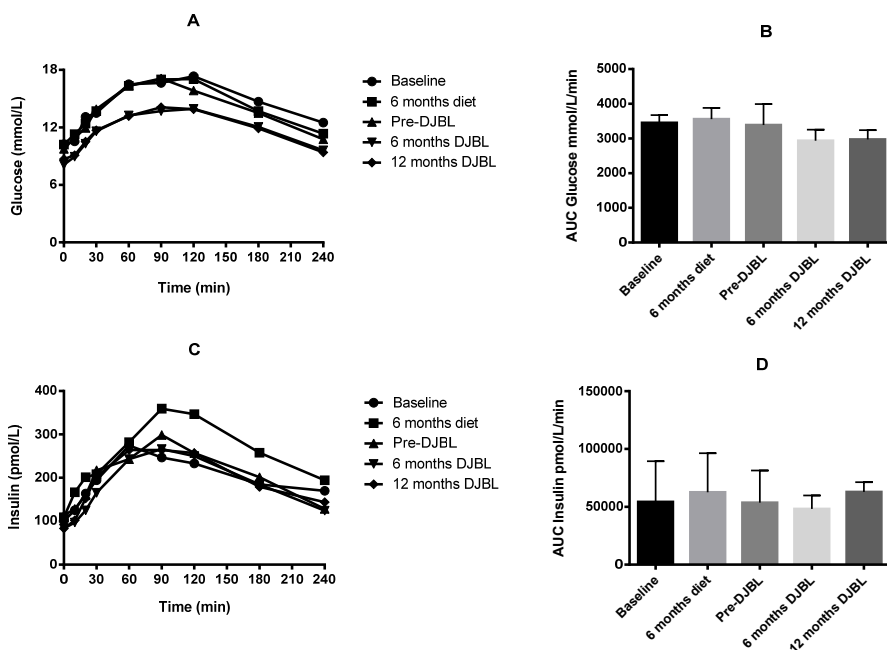 A
18
12
6
0
Glucose (mmol/L)
0 30 60 90 120 150 180 210 240
Time (min)
Baseline
6 months diet
Pre-DJBL
6 months DJBL
12 months DJBL
B
5000
4000
3000
2000
1000
0
AUC Glucose mmol/L/min
Baseline
6 months diet
Pre-DJBL
6 months DJBL
12 months DJBL
C
400
300
200
100
0
Insulin (pmol/L)
0 30 60 90 120 150 180 210 240
Time (min)
Baseline
6 months diet
Pre-DJBL
6 months DJBL
12 months DJBL
D
150000
100000
50000
0
AUC Insulin pmol/L/min
Baseline
6 months diet
Pre-DJBL
6 months DJBL
12 months DJBL